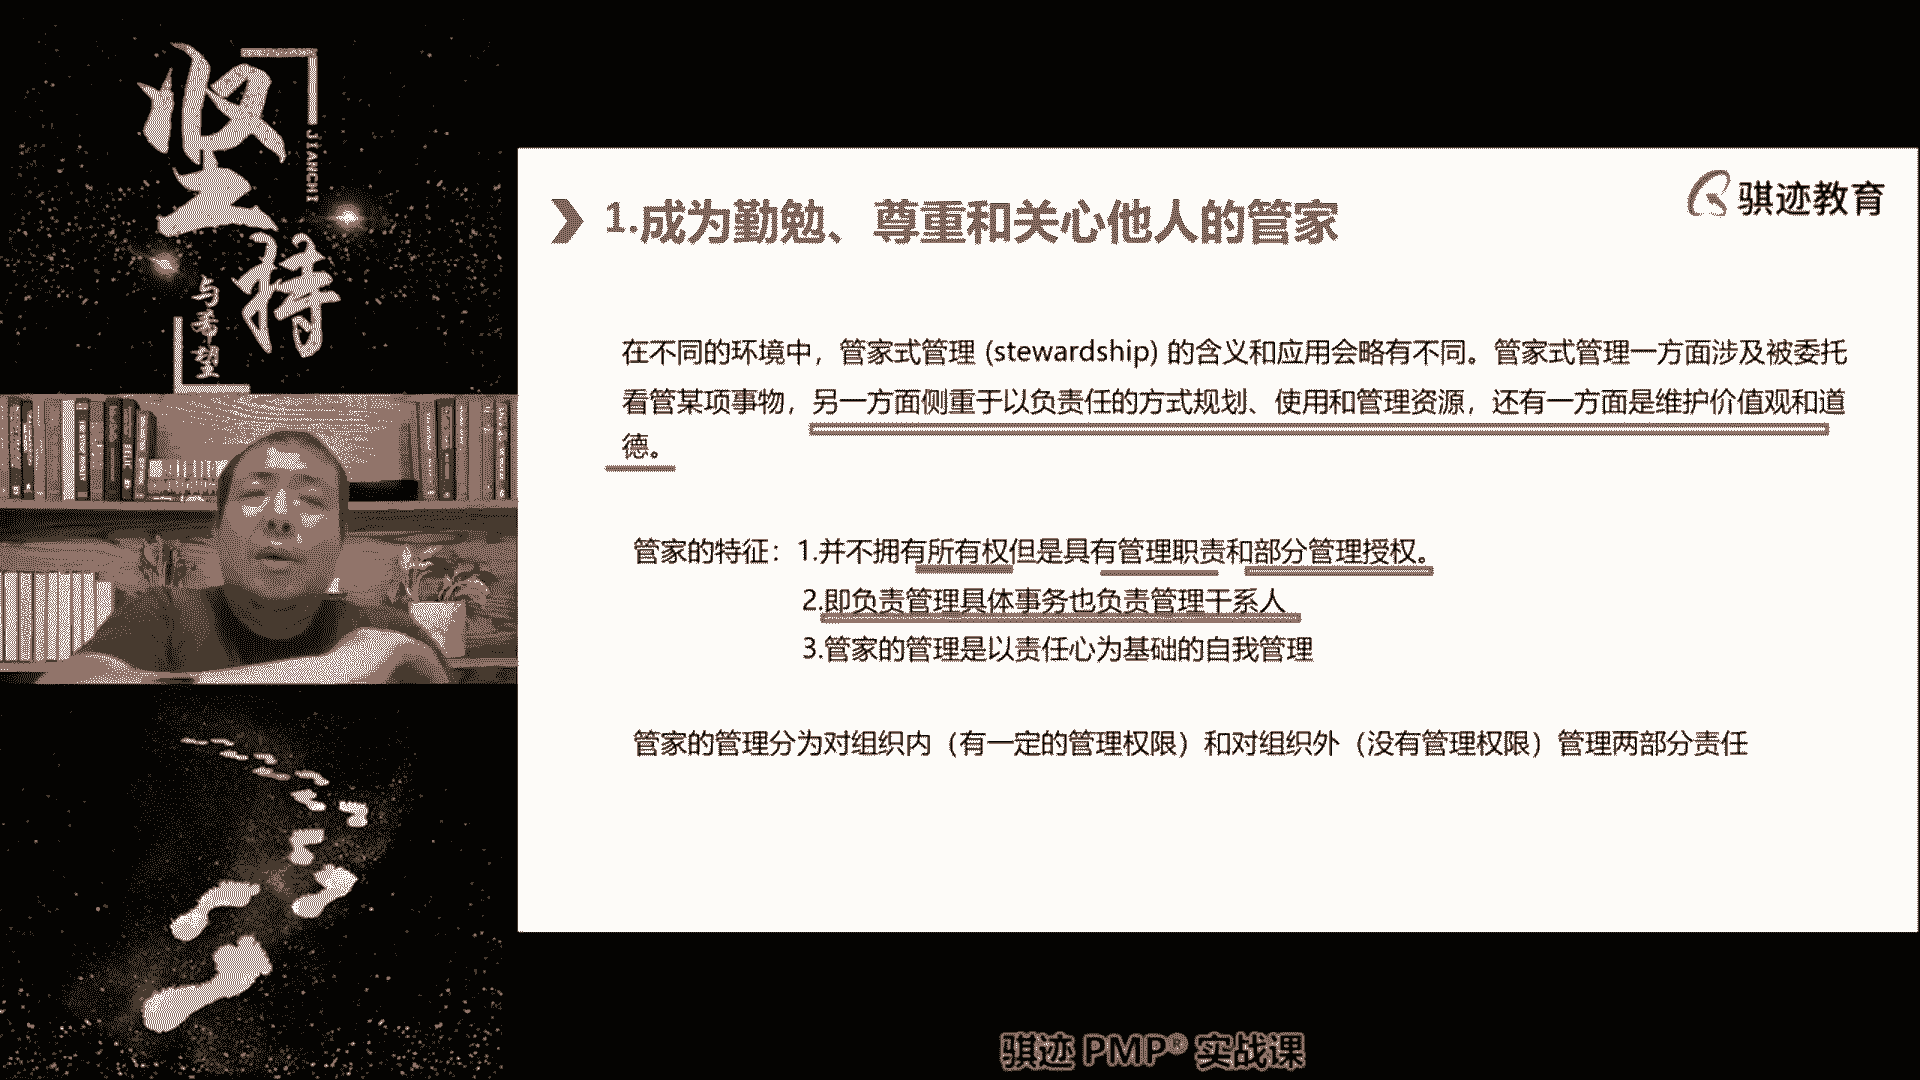 坚持
JIANCHI
与希望
骐迹教育
1.成为勤勉、尊重和关心他人的管家
在不同的环境中，管家式管理 (stewardship) 的含义和应用会略有不同。管家式管理一方面涉及被委托
看管某项事物，另一方面侧重于以负责任的方式规划、使用和管理资源，还有一方面是维护价值观和道
德。
管家的特征：1.并不拥有所有权但是具有管理职责和部分管理授权。
2.即负责管理具体事务也负责管理干系人
3.管家的管理是以责任心为基础的自我管理
管家的管理分为对组织内（有一定的管理权限）和对组织外（没有管理权限）管理两部分责任
骐迹 PMP® 实战课